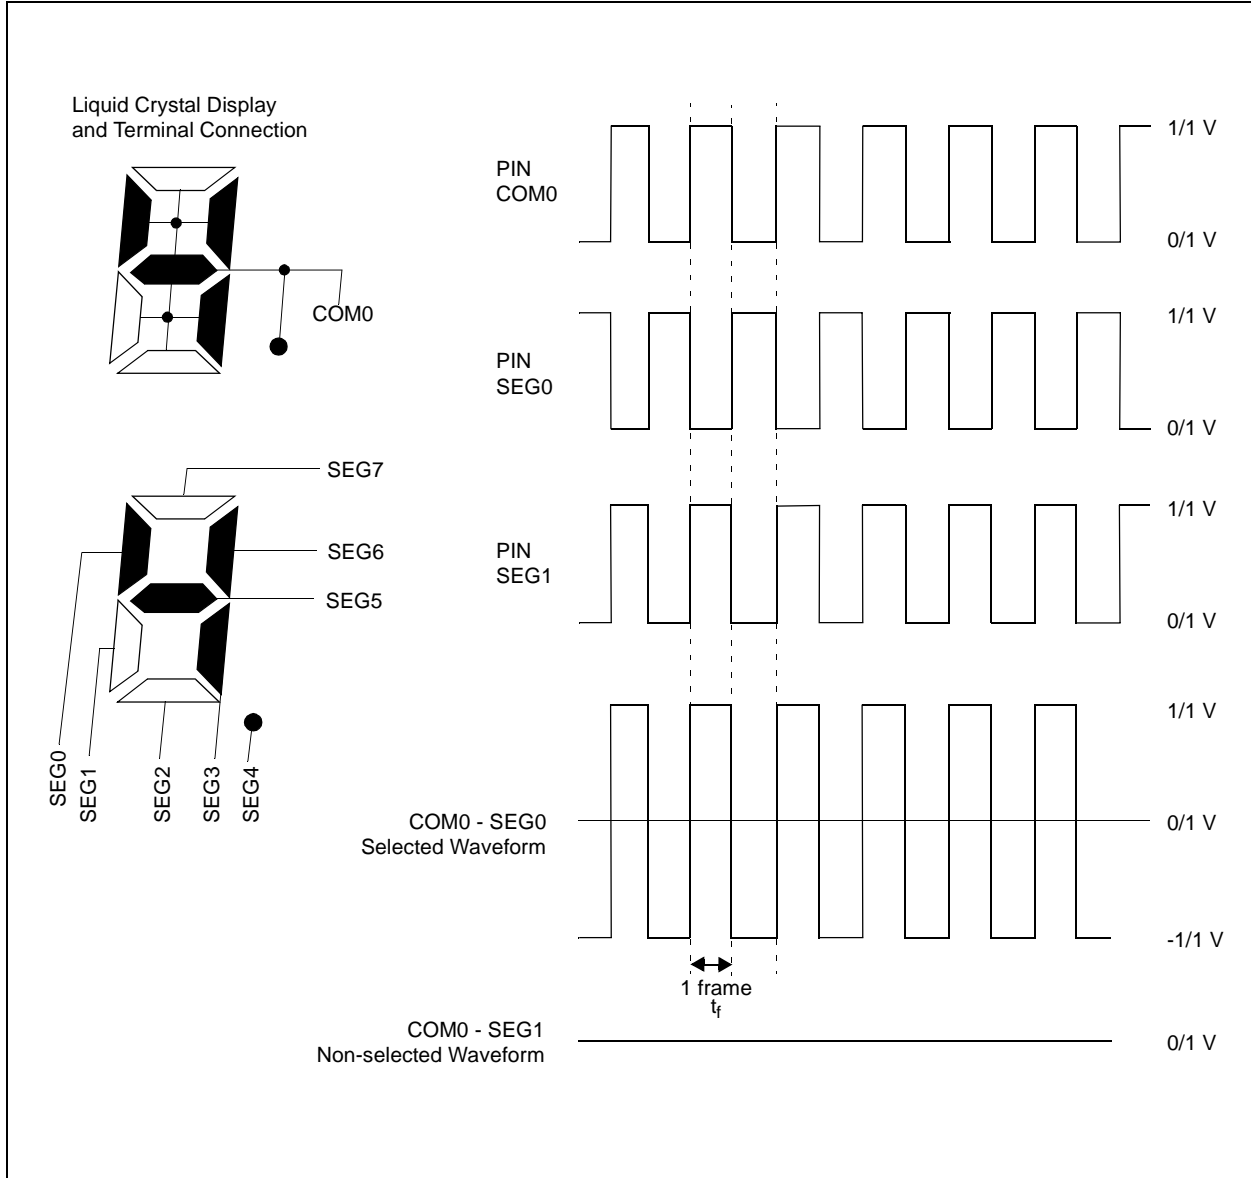 Liquid Crystal Display
and Terminal Connection
COM0
SEG7
SEG6
SEG5
SEG0
SEG1
SEG2
SEG3
SEG4
PIN
COM0
1/1 V
0/1 V
PIN
SEG0
1/1 V
0/1 V
PIN
SEG1
1/1 V
0/1 V
COM0 - SEG0
Selected Waveform
1/1 V
0/1 V
-1/1 V
1 frame
tf
COM0 - SEG1
Non-selected Waveform
0/1 V